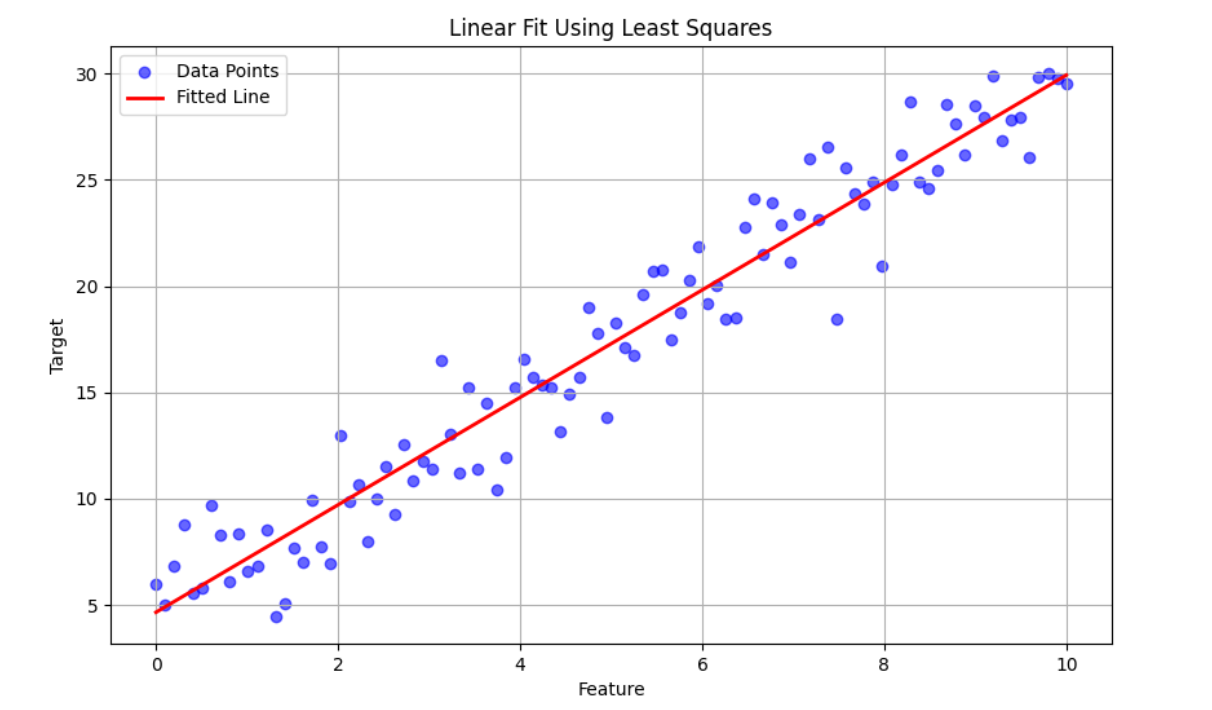 Linear Fit Using Least Squares
Data Points
Fitted Line
30
25
20
15
10
5
Target
0 2 4 6 8 10
Feature